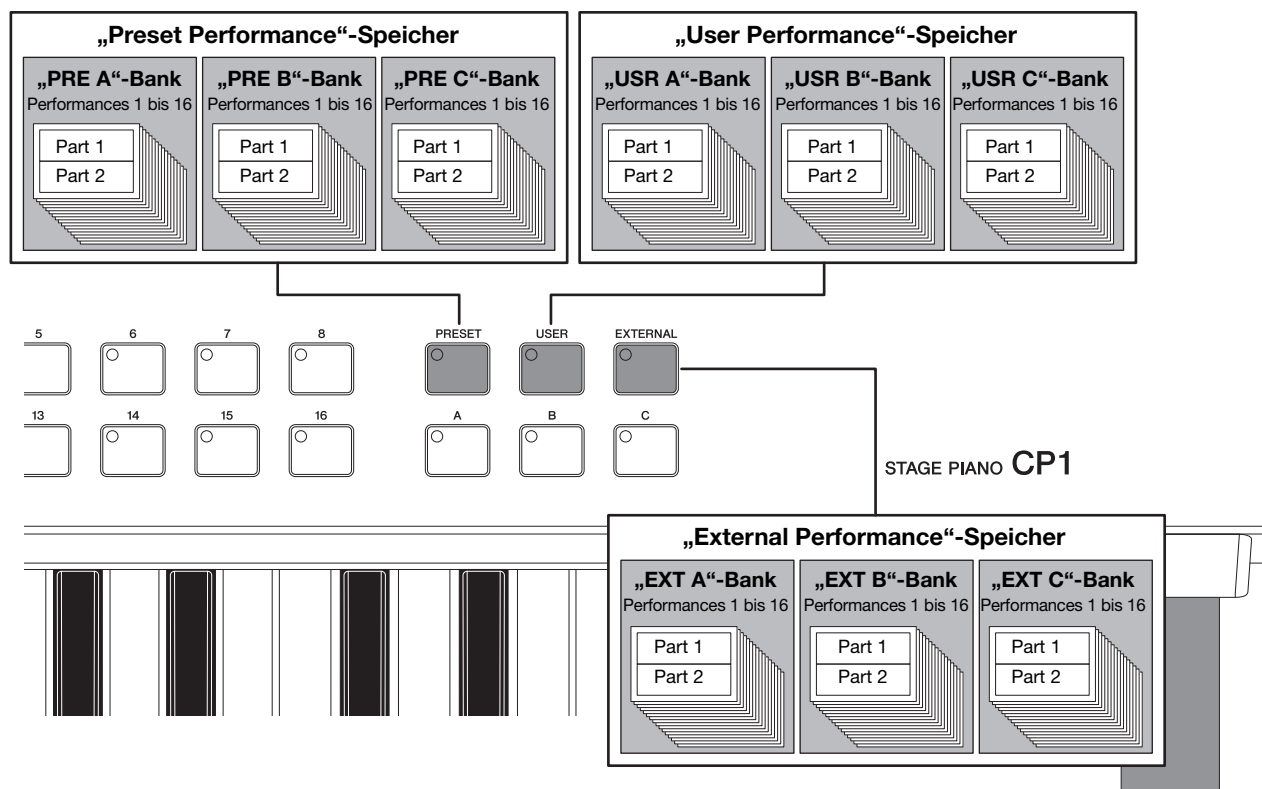 „Preset Performance“-Speicher
„PRE A“-Bank
Performances 1 bis 16
Part 1
Part 2
„PRE B“-Bank
Performances 1 bis 16
Part 1
Part 2
„PRE C“-Bank
Performances 1 bis 16
Part 1
Part 2
„User Performance“-Speicher
„USR A“-Bank
Performances 1 bis 16
Part 1
Part 2
„USR B“-Bank
Performances 1 bis 16
Part 1
Part 2
„USR C“-Bank
Performances 1 bis 16
Part 1
Part 2
5 6 7 8 PRESET USER EXTERNAL
13 14 15 16 A B C
STAGE PIANO CP1
„External Performance“-Speicher
„EXT A“-Bank
Performances 1 bis 16
Part 1
Part 2
„EXT B“-Bank
Performances 1 bis 16
Part 1
Part 2
„EXT C“-Bank
Performances 1 bis 16
Part 1
Part 2